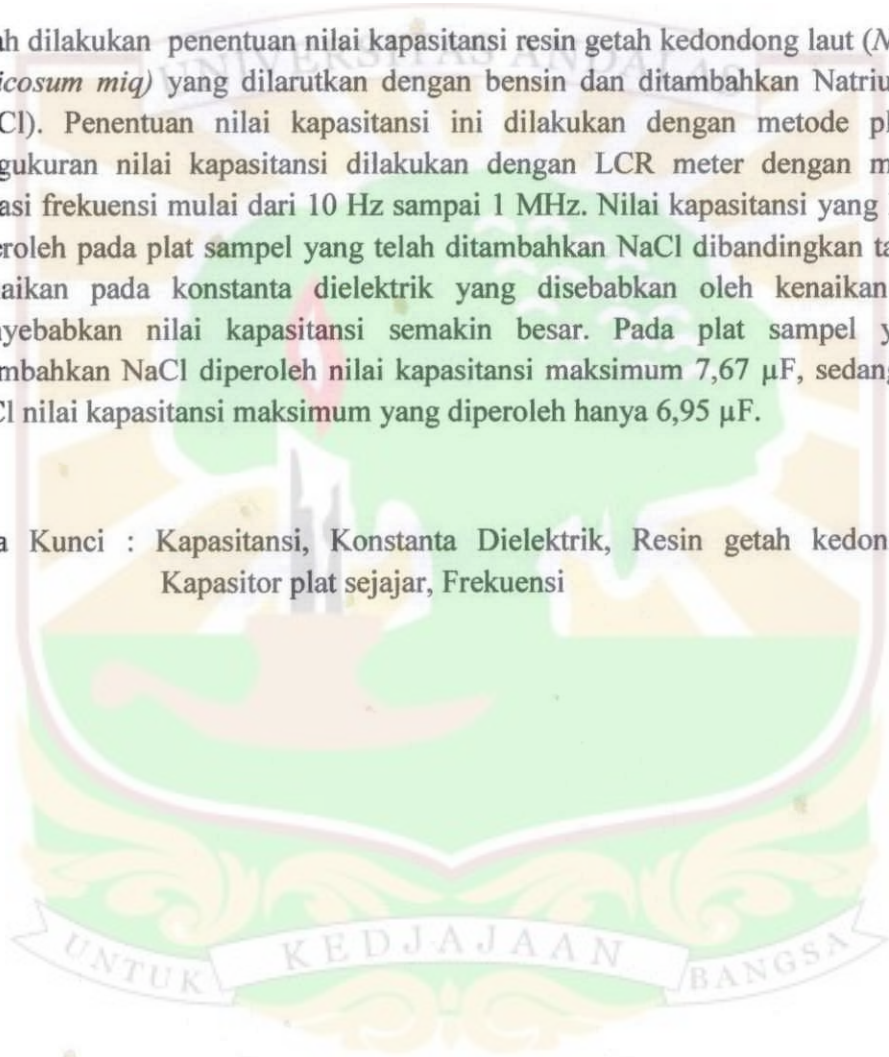 ah dilakukan penentuan nilai kapasitansi resin getah kedondong laut (N
icosum miq) yang dilarutkan dengan bensin dan ditambahkan Natriu
Cl). Penentuan nilai kapasitansi ini dilakukan dengan metode pl
gukuran nilai kapasitansi dilakukan dengan LCR meter dengan m
asi frekuensi mulai dari 10 Hz sampai 1 MHz. Nilai kapasitansi yang
eroleh pada plat sampel yang telah ditambahkan NaCl dibandingkan ta
aikan pada konstanta dielektrik yang disebabkan oleh kenaikan
nyebabkan nilai kapasitansi semakin besar. Pada plat sampel y
mbahkan NaCl diperoleh nilai kapasitansi maksimum 7,67 μF, sedang
Cl nilai kapasitansi maksimum yang diperoleh hanya 6,95 μF.
a Kunci : Kapasitansi, Konstanta Dielektrik, Resin getah kedon
Kapasitor plat sejajar, Frekuensi
UNIVERSITAS ANDALAS
UNTUK KEDJAJAAN BANGSA